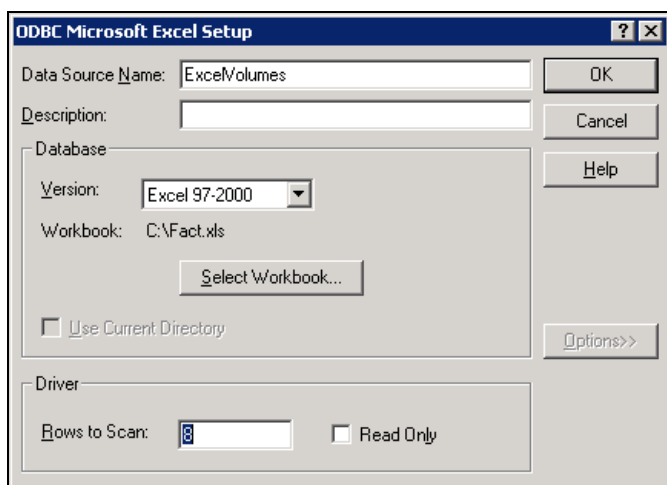 ODBC Microsoft Excel Setup
Data Source Name: ExcelVolumes
OK
Description:
Cancel
Database
Help
Version: Excel 97-2000
Workbook: C:\Fact.xls
Select Workbook...
Use Current Directory
Options>>
Driver
Rows to Scan: 8
Read Only